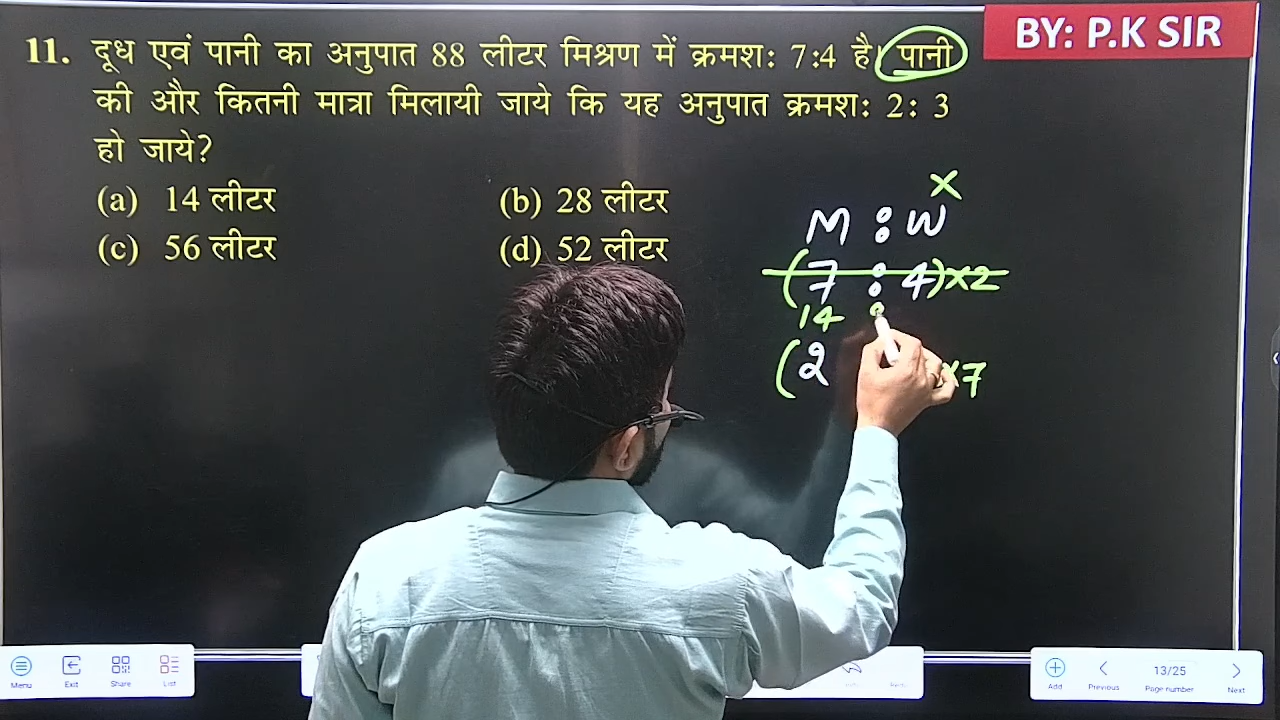 BY: P.K SIR
11. दूध एवं पानी का अनुपात 88 लीटर मिश्रण में क्रमशः 7:4 है। पानी
की और कितनी मात्रा मिलायी जाये कि यह अनुपात क्रमशः 2: 3
हो जाये?
(a) 14 लीटर (b) 28 लीटर
(c) 56 लीटर (d) 52 लीटर
x
M : W
(7 : 4)×2
14 :
(2 ×7
Menu Exit Share List Add Previous 13/25 Page number Next